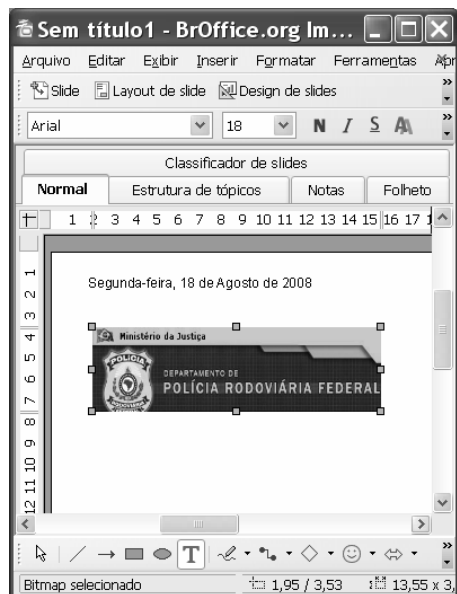 Sem título1 - BrOffice.org Im...
Arquivo Editar Exibir Inserir Formatar Ferramentas Apr
Slide Layout de slide Design de slides
Arial 18 N I S A
Classificador de slides
Normal Estrutura de tópicos Notas Folheto
1 2 3 4 5 6 7 8 9 10 11 12 13 14 15 16 17 1
1 2 3 4 5 6 7 8 9 10 11 12
Segunda-feira, 18 de Agosto de 2008
Ministério da Justiça
POLICIA
DEPARTAMENTO DE
POLÍCIA RODOVIÁRIA FEDERAL
T
Bitmap selecionado 1,95 / 3,53 13,55 x 3,